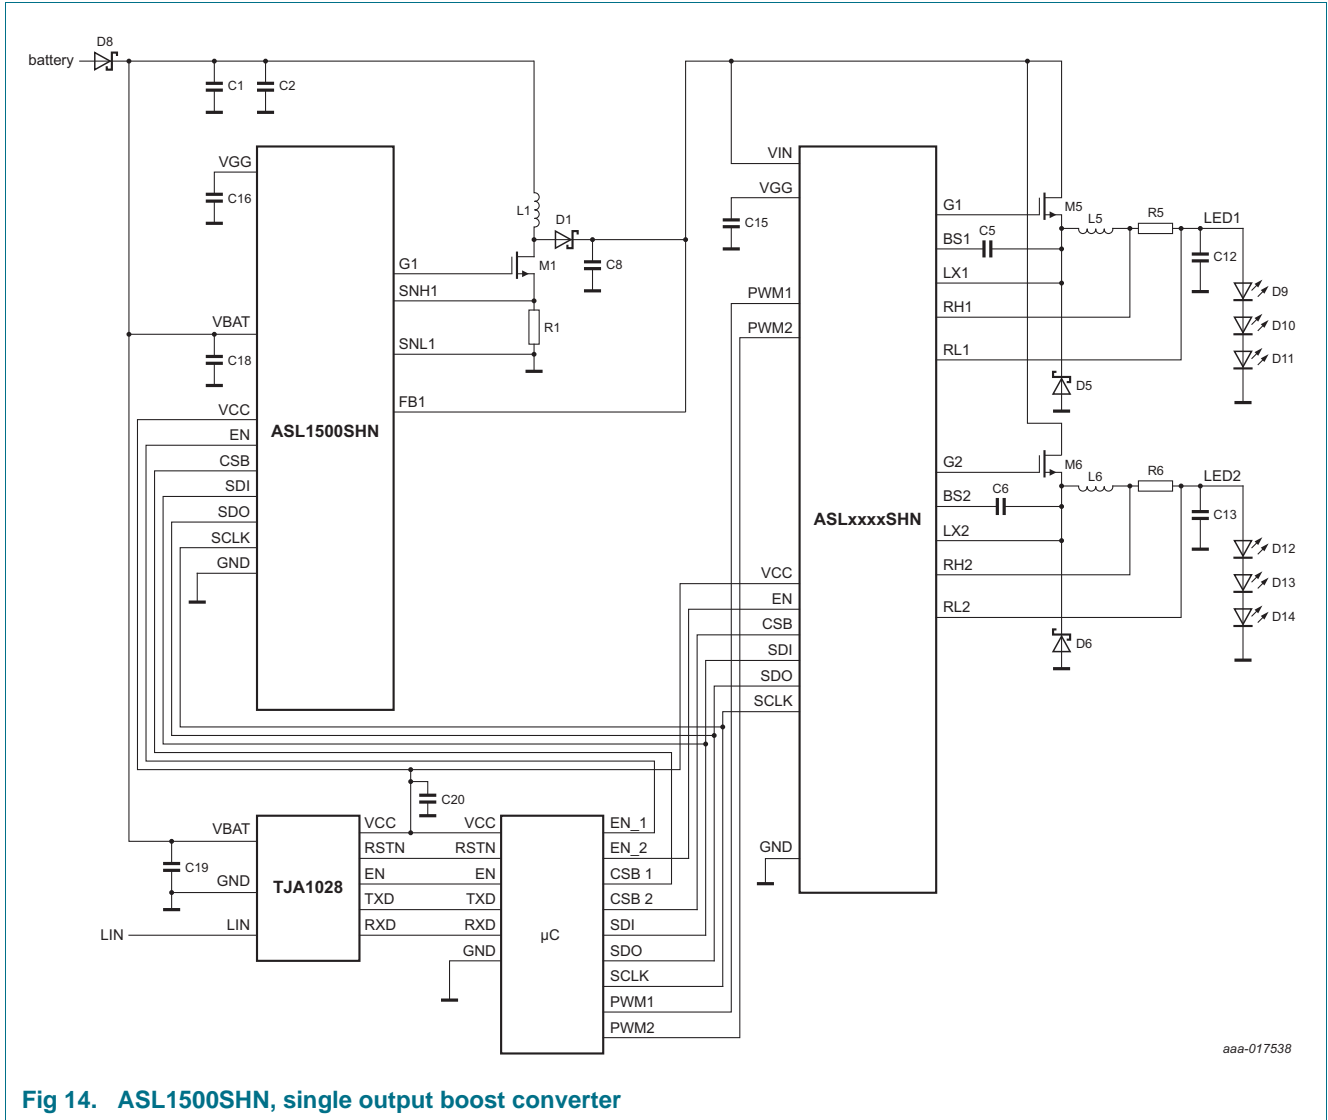 D8
battery
C1
C2
VGG
C16
L1
D1
G1
M1
C8
SNH1
VBAT
R1
C18
SNL1
VCC
FB1
EN
ASL1500SHN
CSB
SDI
SDO
SCLK
GND
VIN
VGG
C15
G1
M5
L5
R5
LED1
BS1
C5
C12
LX1
D9
PWM1
RH1
D10
PWM2
RL1
D11
D5
G2
M6
L6
R6
LED2
BS2
C6
C13
ASLxxxxSHN
LX2
D12
VCC
RH2
D13
EN
RL2
D14
CSB
D6
SDI
SDO
SCLK
GND
C20
VBAT
VCC
VCC
EN_1
RSTN
RSTN
EN_2
C19
GND
TJA1028
EN
EN
CSB 1
TXD
TXD
CSB 2
LIN
LIN
RXD
RXD
µC
SDI
GND
SDO
SCLK
PWM1
PWM2
aaa-017538
Fig 14. ASL1500SHN, single output boost converter